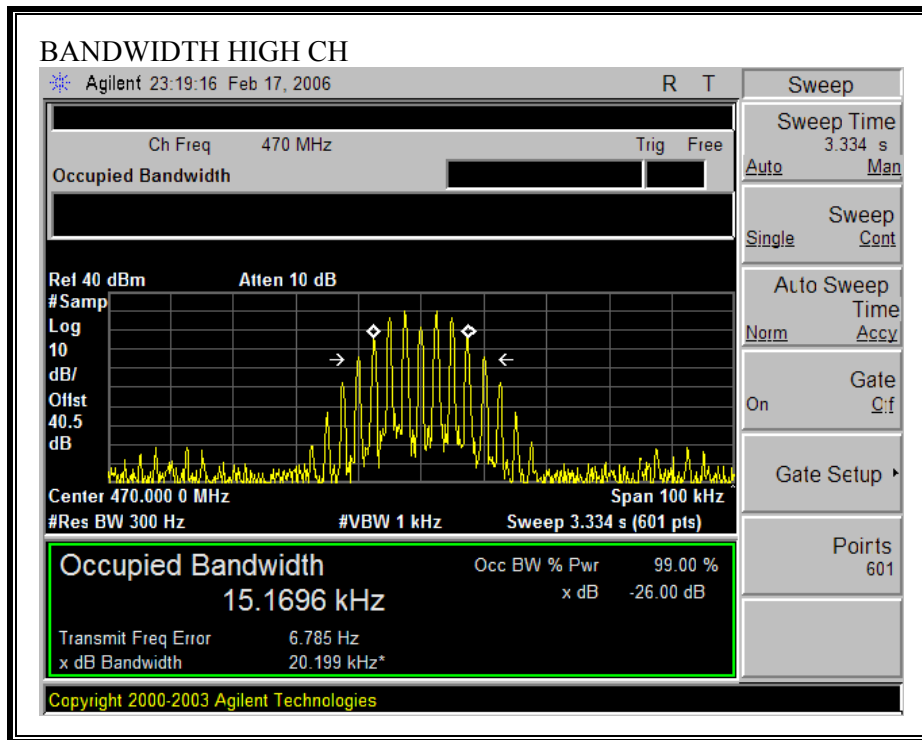 BANDWIDTH HIGH CH
Agilent 23:19:16 Feb 17, 2006 R T
Ch Freq 470 MHz Trig Free
Occupied Bandwidth
Ref 40 dBm Atten 10 dB
#Samp
Log
10
dB/
Offst
40.5
dB
Center 470.000 0 MHz Span 100 kHz
#Res BW 300 Hz #VBW 1 kHz Sweep 3.334 s (601 pts)
Occupied Bandwidth
15.1696 kHz
Occ BW % Pwr 99.00 %
x dB -26.00 dB
Transmit Freq Error 6.785 Hz
x dB Bandwidth 20.199 kHz*
Copyright 2000-2003 Agilent Technologies
Sweep
Sweep Time
3.334 s
Auto Man
Sweep
Single Cont
Auto Sweep
Time
Norm Accy
Gate
On Off
Gate Setup
Points
601